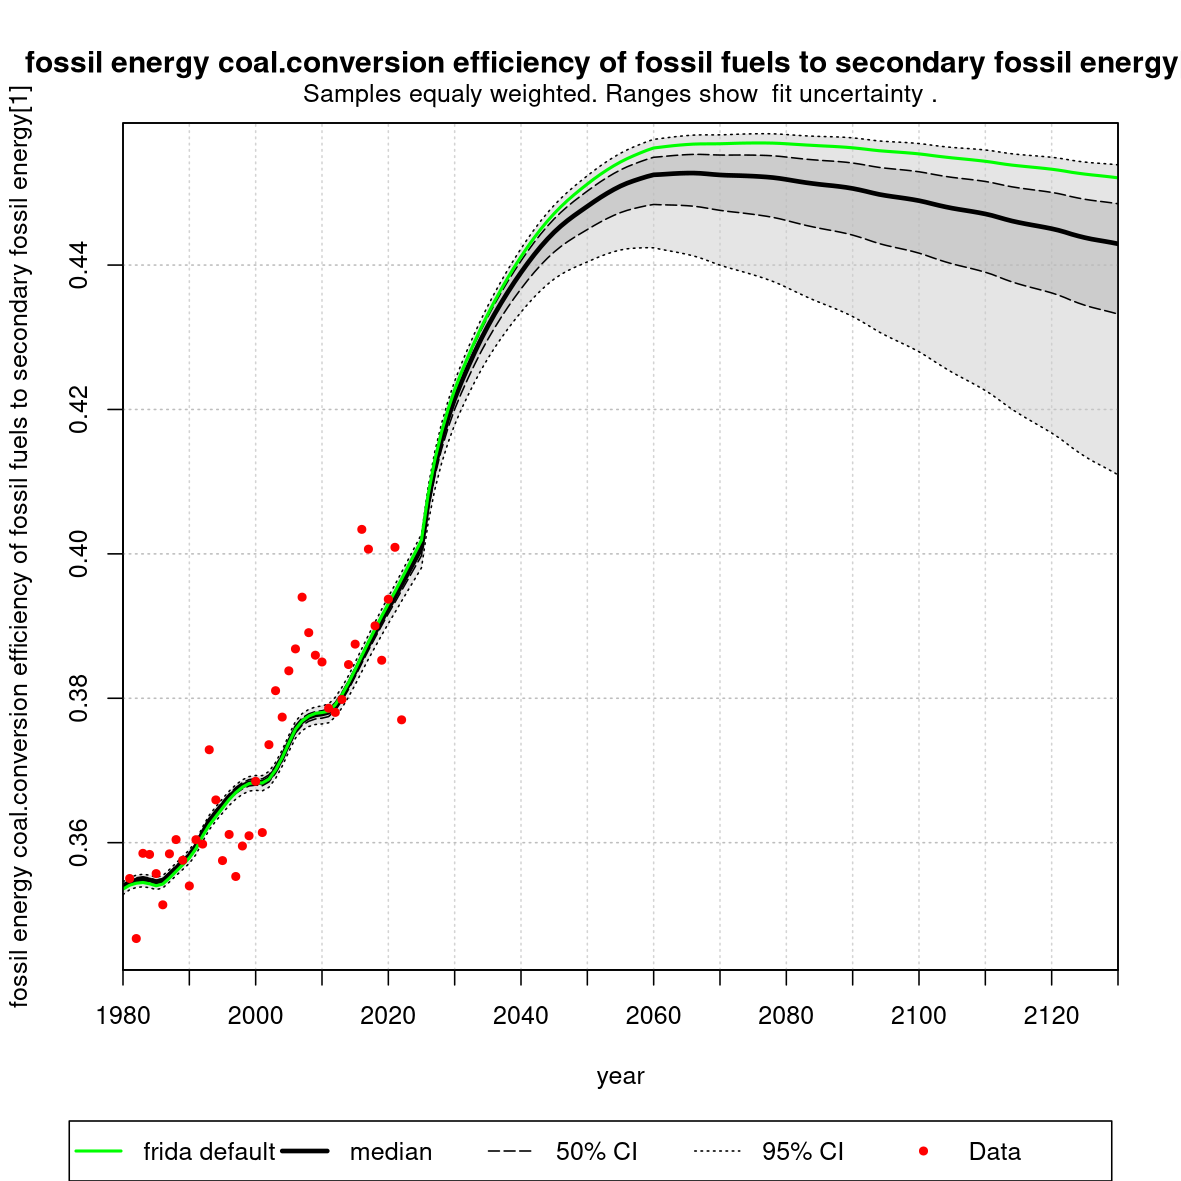 fossil energy coal.conversion efficiency of fossil fuels to secondary fossil energy
Samples equaly weighted. Ranges show  fit uncertainty .
fossil energy coal.conversion efficiency of fossil fuels to secondary fossil energy[1]
0.44
0.42
0.40
0.38
0.36
1980 2000 2020 2040 2060 2080 2100 2120
year
frida default median 50% CI 95% CI Data